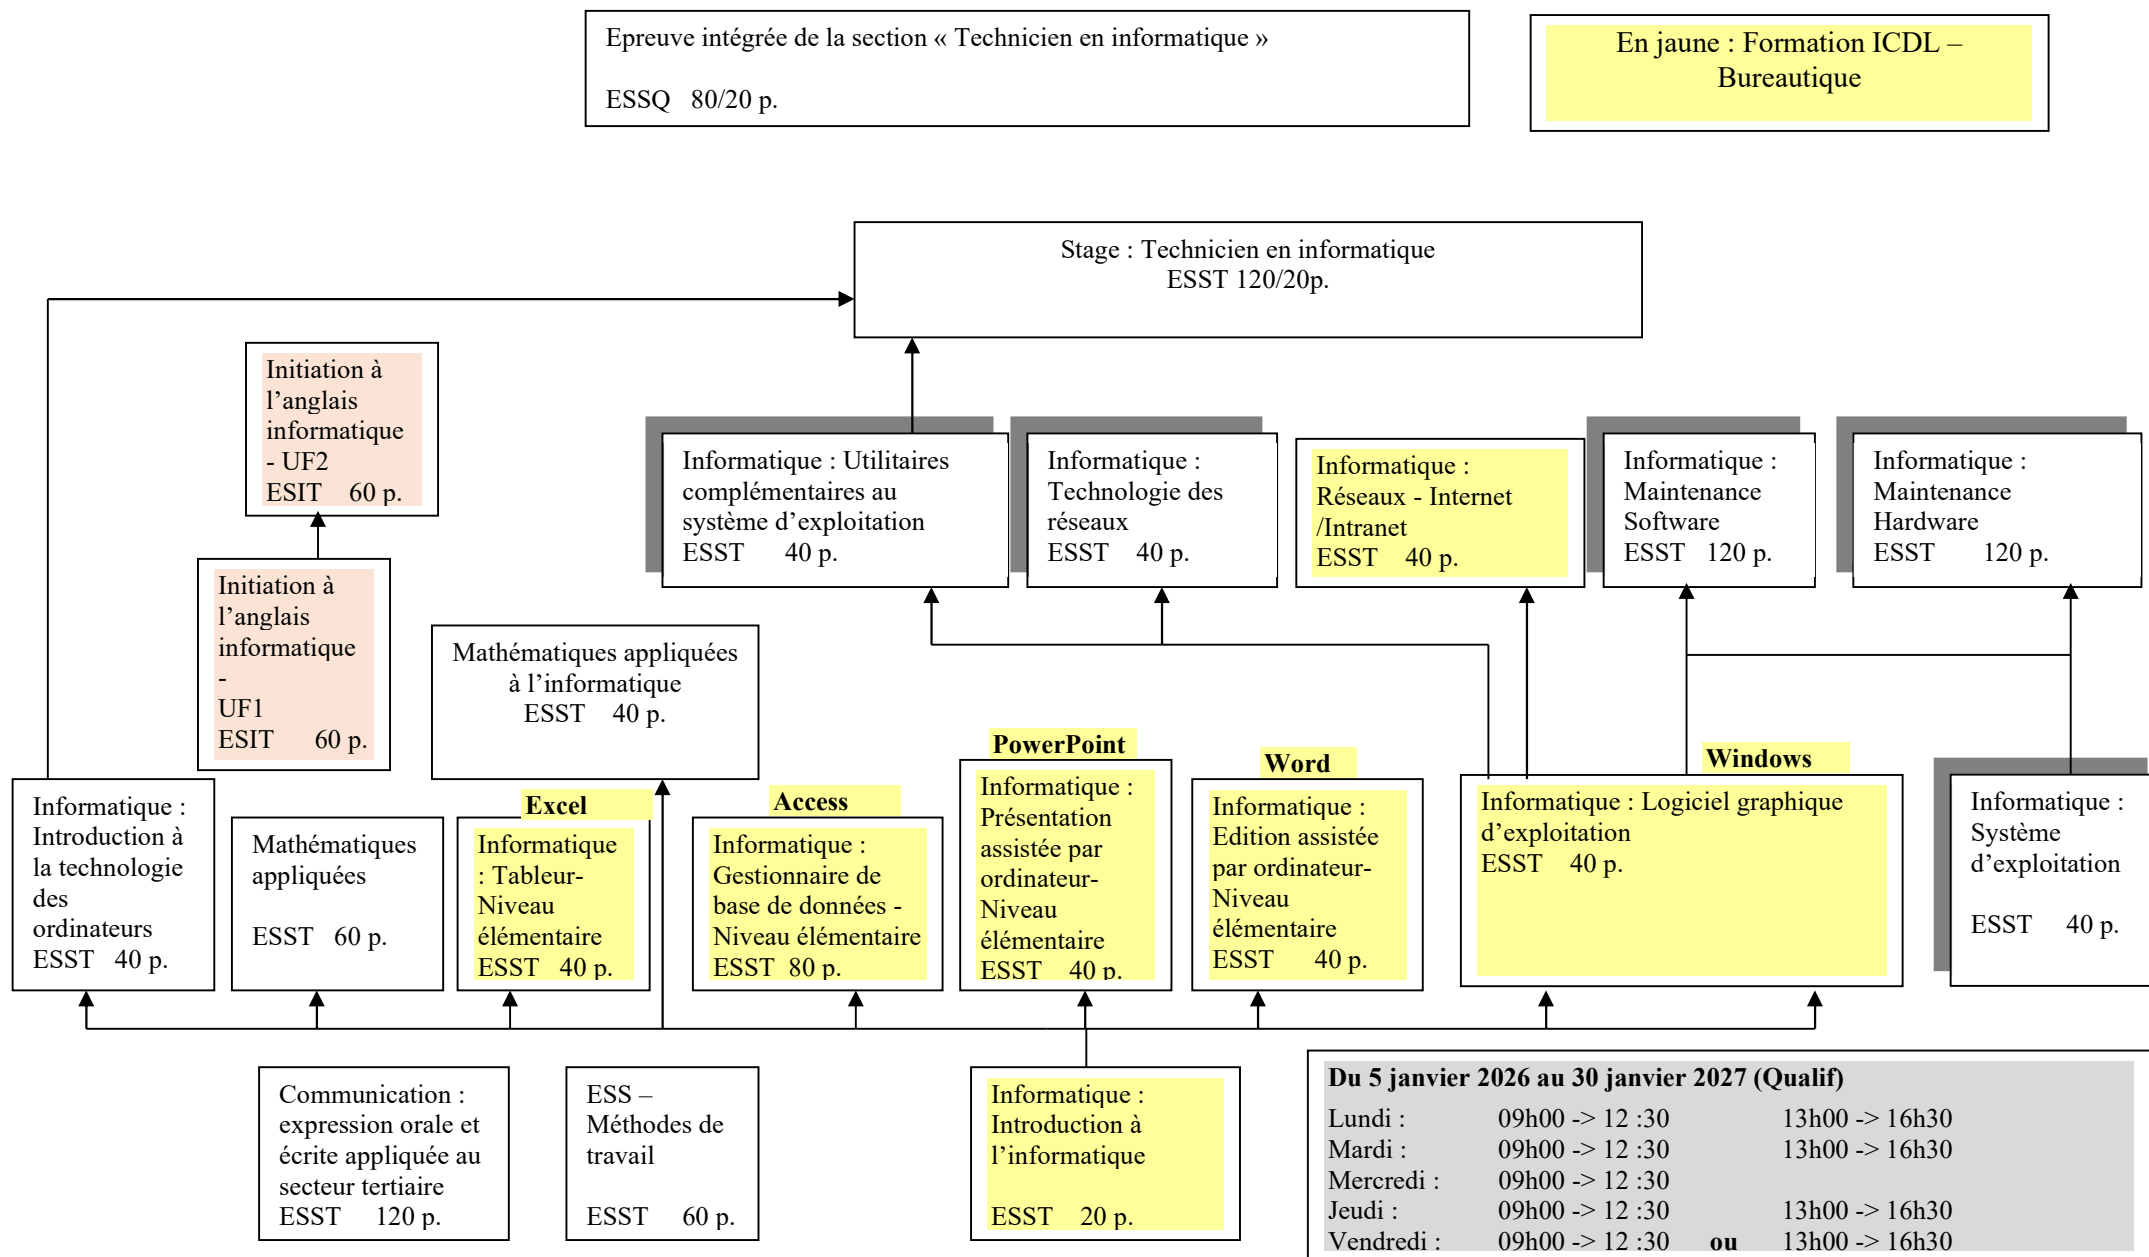 Epreuve intégrée de la section « Technicien en informatique »
ESSQ 80/20 p.
En jaune : Formation ICDL –
Bureautique
Stage : Technicien en informatique
ESST 120/20p.
Initiation à
l’anglais
informatique
- UF2
ESIT 60 p.
Informatique : Utilitaires
complémentaires au
système d’exploitation
ESST 40 p.
Informatique :
Technologie des
réseaux
ESST 40 p.
Informatique :
Réseaux - Internet
/Intranet
ESST 40 p.
Informatique :
Maintenance
Software
ESST 120 p.
Informatique :
Maintenance
Hardware
ESST 120 p.
Initiation à
l’anglais
informatique
-
UF1
ESIT 60 p.
Mathématiques appliquées
à l’informatique
ESST 40 p.
Informatique :
Introduction à
la technologie
des
ordinateurs
ESST 40 p.
Mathématiques
appliquées
ESST 60 p.
Excel
Informatique
: Tableur-
Niveau
élémentaire
ESST 40 p.
Access
Informatique :
Gestionnaire de
base de données -
Niveau élémentaire
ESST 80 p.
PowerPoint
Informatique :
Présentation
assistée par
ordinateur-
Niveau
élémentaire
ESST 40 p.
Word
Informatique :
Edition assistée
par ordinateur-
Niveau
élémentaire
ESST 40 p.
Windows
Informatique : Logiciel graphique
d’exploitation
ESST 40 p.
Informatique :
Système
d’exploitation
ESST 40 p.
Communication :
expression orale et
écrite appliquée au
secteur tertiaire
ESST 120 p.
ESS –
Méthodes de
travail
ESST 60 p.
Informatique :
Introduction à
l’informatique
ESST 20 p.
Du 5 janvier 2026 au 30 janvier 2027 (Qualif)
Lundi : 09h00 -> 12 :30 13h00 -> 16h30
Mardi : 09h00 -> 12 :30 13h00 -> 16h30
Mercredi : 09h00 -> 12 :30
Jeudi : 09h00 -> 12 :30 13h00 -> 16h30
Vendredi : 09h00 -> 12 :30 ou 13h00 -> 16h30